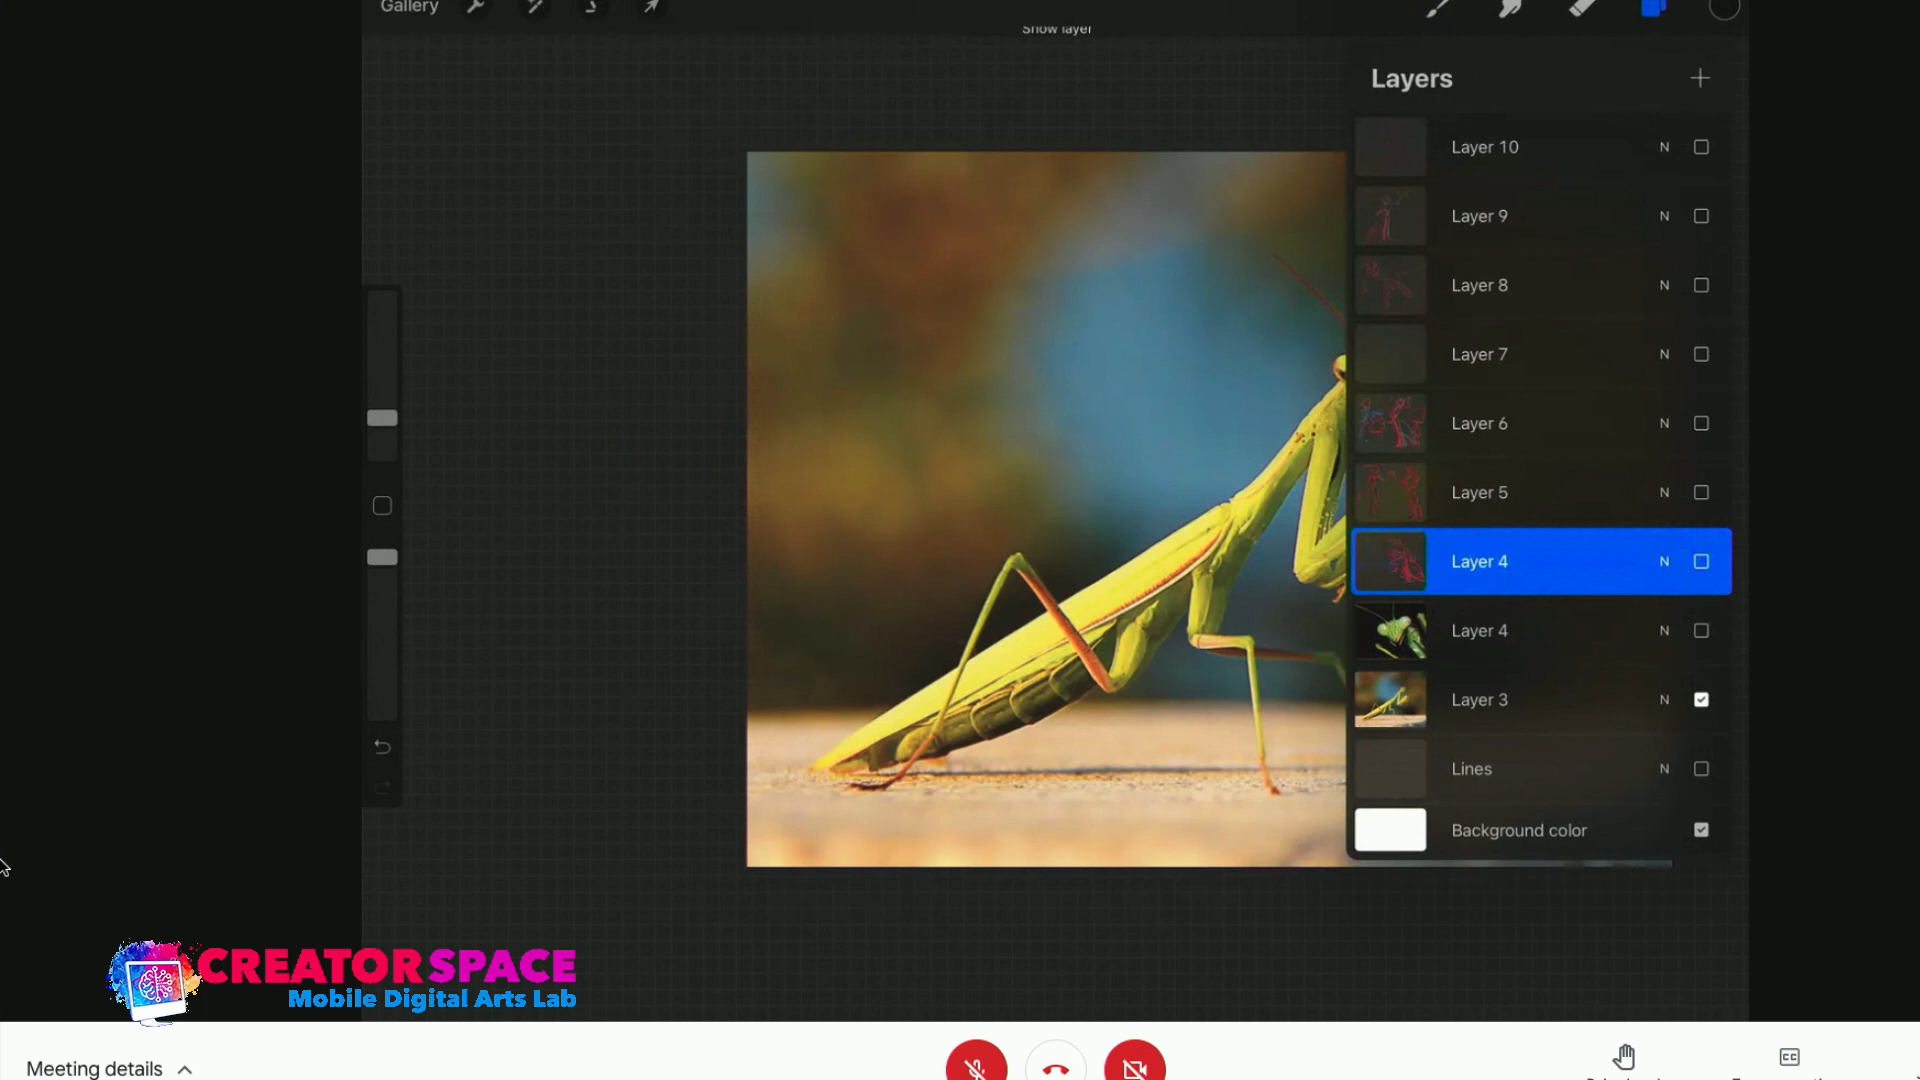 Gallery
Show layer
Layers
Layer 10 N
Layer 9 N
Layer 8 N
Layer 7 N
Layer 6 N
Layer 5 N
Layer 4 N
Layer 4 N
Layer 3 N
Lines N
Background color
CREATORSPACE
Mobile Digital Arts Lab
Meeting details
CC